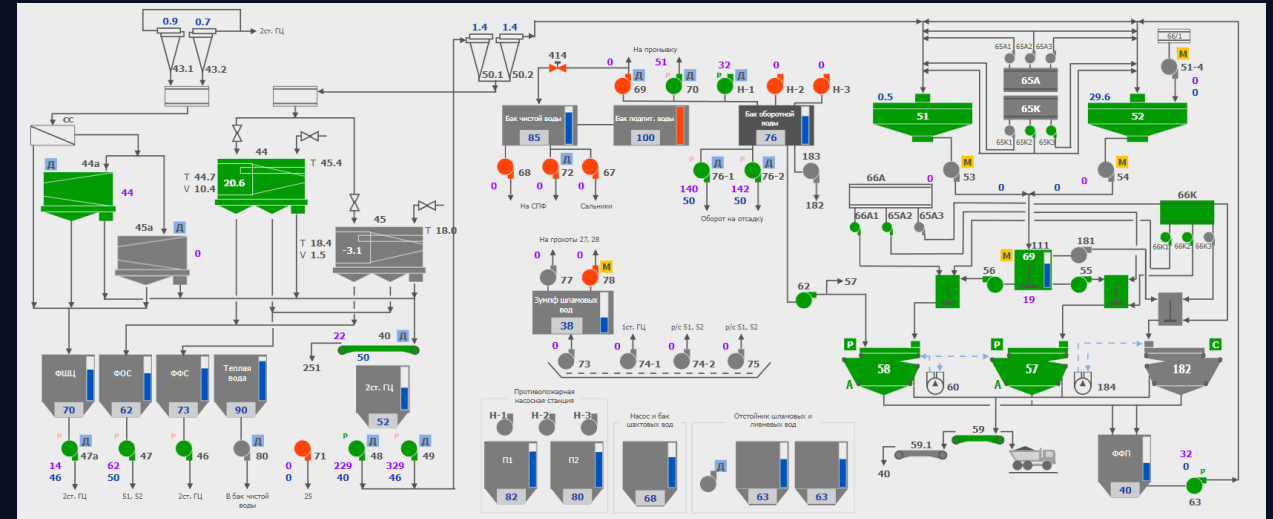 0.9
0.7
2ст. ГЦ
43.1
43.2
СС
44а
Д
44
45а
Д
0
44
20.6
Т 45.4
Т 44.7
V 10.4
45
-3.1
Т 18.0
Т 18.4
V 1.5
22
40
Д
50
251
ФШЦ
70
ФОС
62
ФФС
73
Теплая
вода
90
2ст. ГЦ
52
Р
Д
47а
14
46
2ст. ГЦ
Р
47
62
50
51, 52
Р
46
2ст. ГЦ
Д
80
В бак чистой
воды
71
0
0
25
Р
Д
48
229
40
Р
Д
49
329
46
1.4
1.4
50.1
50.2
414
На промывку
0
Д
69
51
Р
Д
70
32
Р
Д
Н-1
0
Н-2
0
Н-3
Бак чистой воды
85
Бак подпит. воды
100
Бак оборотной
воды
76
68
0
Д
72
0
67
0
На СПФ
Сальники
Р
Д
76-1
140
50
Р
Д
76-2
142
50
Оборот на отсадку
183
182
На грохоты 27, 28
0
77
0
М
78
Зумпф шламовых
вод
38
0
73
1ст. ГЦ
0
74-1
р/с 51, 52
0
74-2
р/с 51, 52
0
75
Противопожарная
насосная станция
Н-1
Н-2
Н-3
П1
82
П2
80
Насос и бак
шахтовых вод
68
Отстойник шламовых и
ливневых вод
Д
63
63
65А1
65А2
65А3
65А
65К
65К1
65К2
65К3
0.5
51
29.6
52
66/1
М
51-4
0
0
М
53
0
М
54
0
0
0
66А
66А1
65А2
65А3
66К
66К1
66К2
66К3
111
М
69
19
181
56
55
62
57
Р
58
А
60
Р
57
А
184
С
182
59
59.1
40
ФФП
40
32
0
Р
63